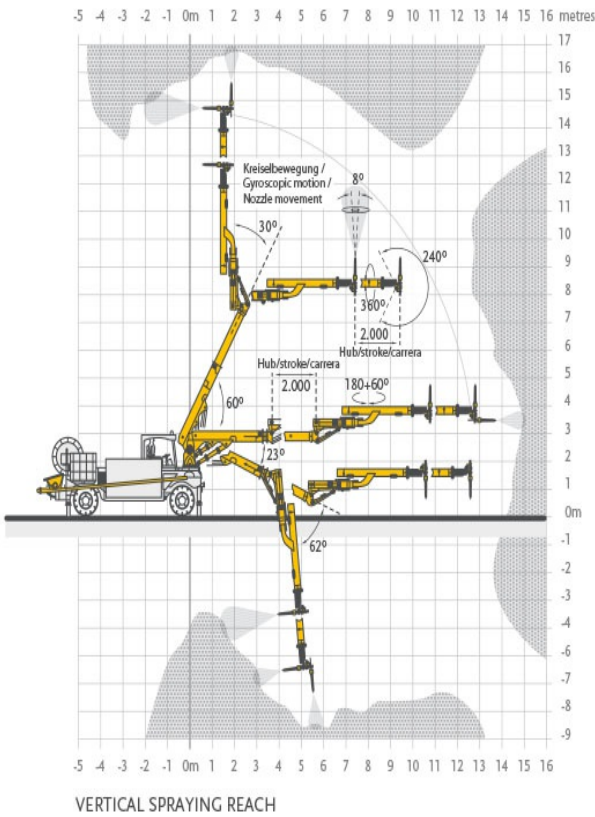 -5 -4 -3 -2 -1 0m 1 2 3 4 5 6 7 8 9 10 11 12 13 14 15 16 metres
17
16
15
14
13
12
11
10
9
8
7
6
5
4
3
2
1
0m
-1
-2
-3
-4
-5
-6
-7
-8
-9
Kreiselbewegung /
Gyroscopic motion /
Nozzle movement
8º
30º
240º
360º
2.000
Hub/stroke/carrera
Hub/stroke/carrera
2.000
180+60º
60º
23º
62º
-5 -4 -3 -2 -1 0m 1 2 3 4 5 6 7 8 9 10 11 12 13 14 15 16
VERTICAL SPRAYING REACH